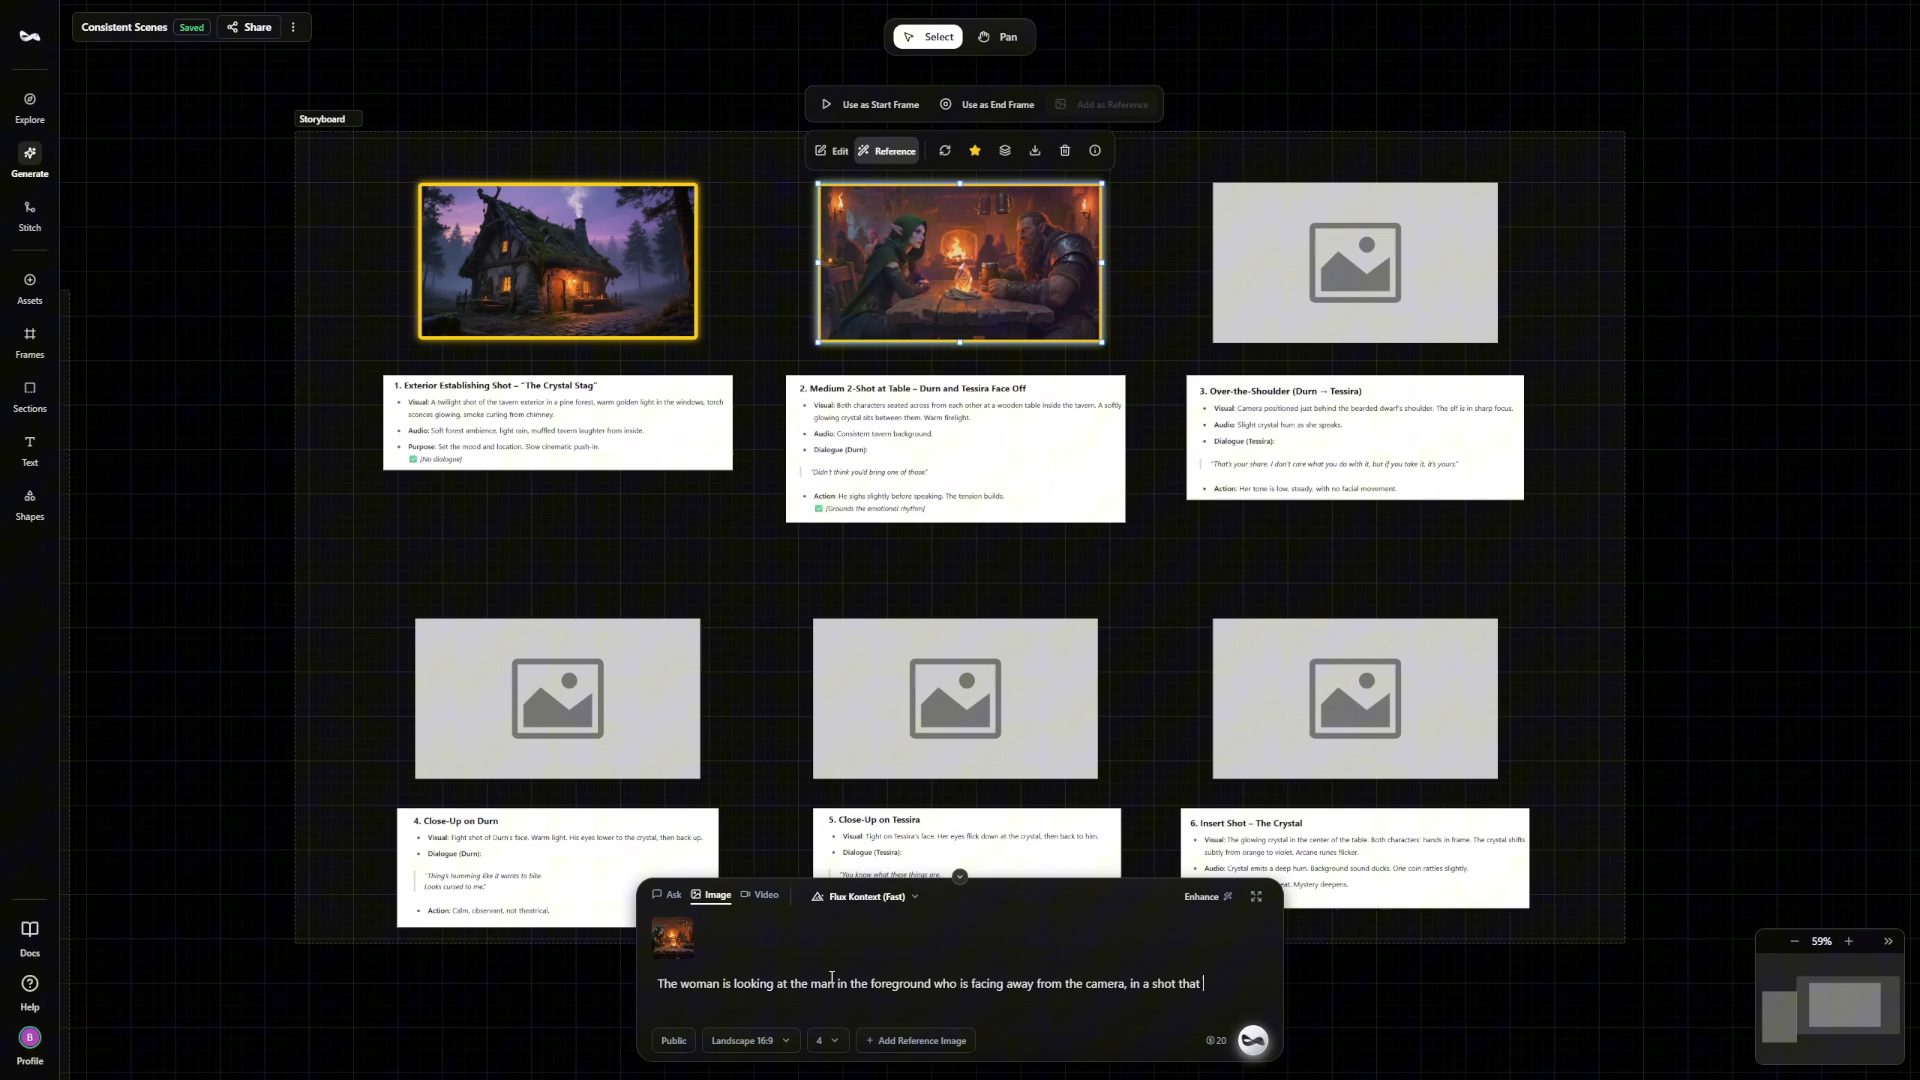 Consistent Scenes
Saved
Share
Select
Pan
Explore
Generate
Stitch
Assets
Frames
Sections
Text
Shapes
Docs
Help
B
Profile
Use as Start Frame
Use as End Frame
Add as Reference
Storyboard
Edit
Reference
1. Exterior Establishing Shot – "The Crystal Stag"
Visual: A twilight shot of the tavern exterior in a pine forest, warm golden light in the windows, torch
sconces glowing, smoke curling from chimney.
Audio: Soft forest ambience, light rain, muffled tavern laughter from inside.
Purpose: Set the mood and location. Slow cinematic push-in.
[No dialogue]
2. Medium 2-Shot at Table – Durn and Tessira Face Off
Visual: Both characters seated across from each other at a wooden table inside the tavern. A softly
glowing crystal sits between them. Warm firelight.
Audio: Consistent tavern background.
Dialogue (Durn):
"Didn't think you'd bring one of those."
Action: He sighs slightly before speaking. The tension builds.
[Grounds the emotional rhythm]
3. Over-the-Shoulder (Durn → Tessira)
Visual: Camera positioned just behind the bearded dwarf's shoulder. The elf is in sharp focus.
Audio: Slight crystal hum as she speaks.
Dialogue (Tessira):
"That's your share. I don't care what you do with it, but if you take it, it's yours."
Action: Her tone is low, steady, with no facial movement.
4. Close-Up on Durn
Visual: Tight shot of Durn's face. Warm light. His eyes lower to the crystal, then back up.
Dialogue (Durn):
"Thing's humming like it wants to bite.
Looks cursed to me."
Action: Calm, observant, not theatrical.
5. Close-Up on Tessira
Visual: Tight on Tessira's face. Her eyes flick down at the crystal, then back to him.
Dialogue (Tessira):
"You know what these things are.
6. Insert Shot – The Crystal
Visual: The glowing crystal in the center of the table. Both characters' hands in frame. The crystal shifts
subtly from orange to violet. Arcane runes flicker.
Audio: Crystal emits a deep hum. Background sound ducks. One coin rattles slightly.
Mystery deepens.
Ask
Image
Video
Flux Kontext (Fast)
Enhance
The woman is looking at the man in the foreground who is facing away from the camera, in a shot that
Public
Landscape 16:9
4
+ Add Reference Image
20
59%